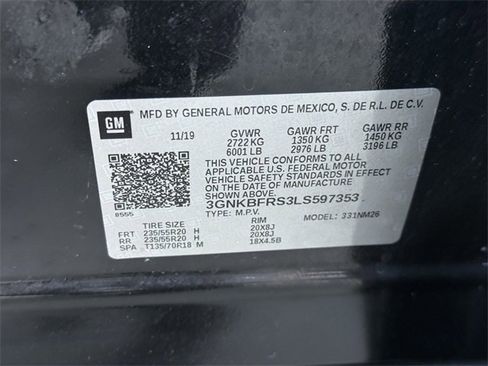 GM
MFD BY GENERAL MOTORS DE MEXICO, S. DE R.L. DE C.V.
11/19 GVWR GAWR FRT GAWR RR
2722 KG 1350 KG 1450 KG
6001 LB 2976 LB 3196 LB
THIS VEHICLE CONFORMS TO ALL
APPLICABLE U.S. FEDERAL MOTOR
VEHICLE SAFETY STANDARDS IN EFFECT
ON THE DATE OF MANUFACTURE
SHOWN ABOVE.
3GNKBFRS3LS597353
8555
TYPE: M.P.V. MODEL: 331NM26
TIRE SIZE RIM
FRT 235/55R20 H 20X8J
RR 235/55R20 H 20X8J
SPA T135/70R18 M 18X4.5B